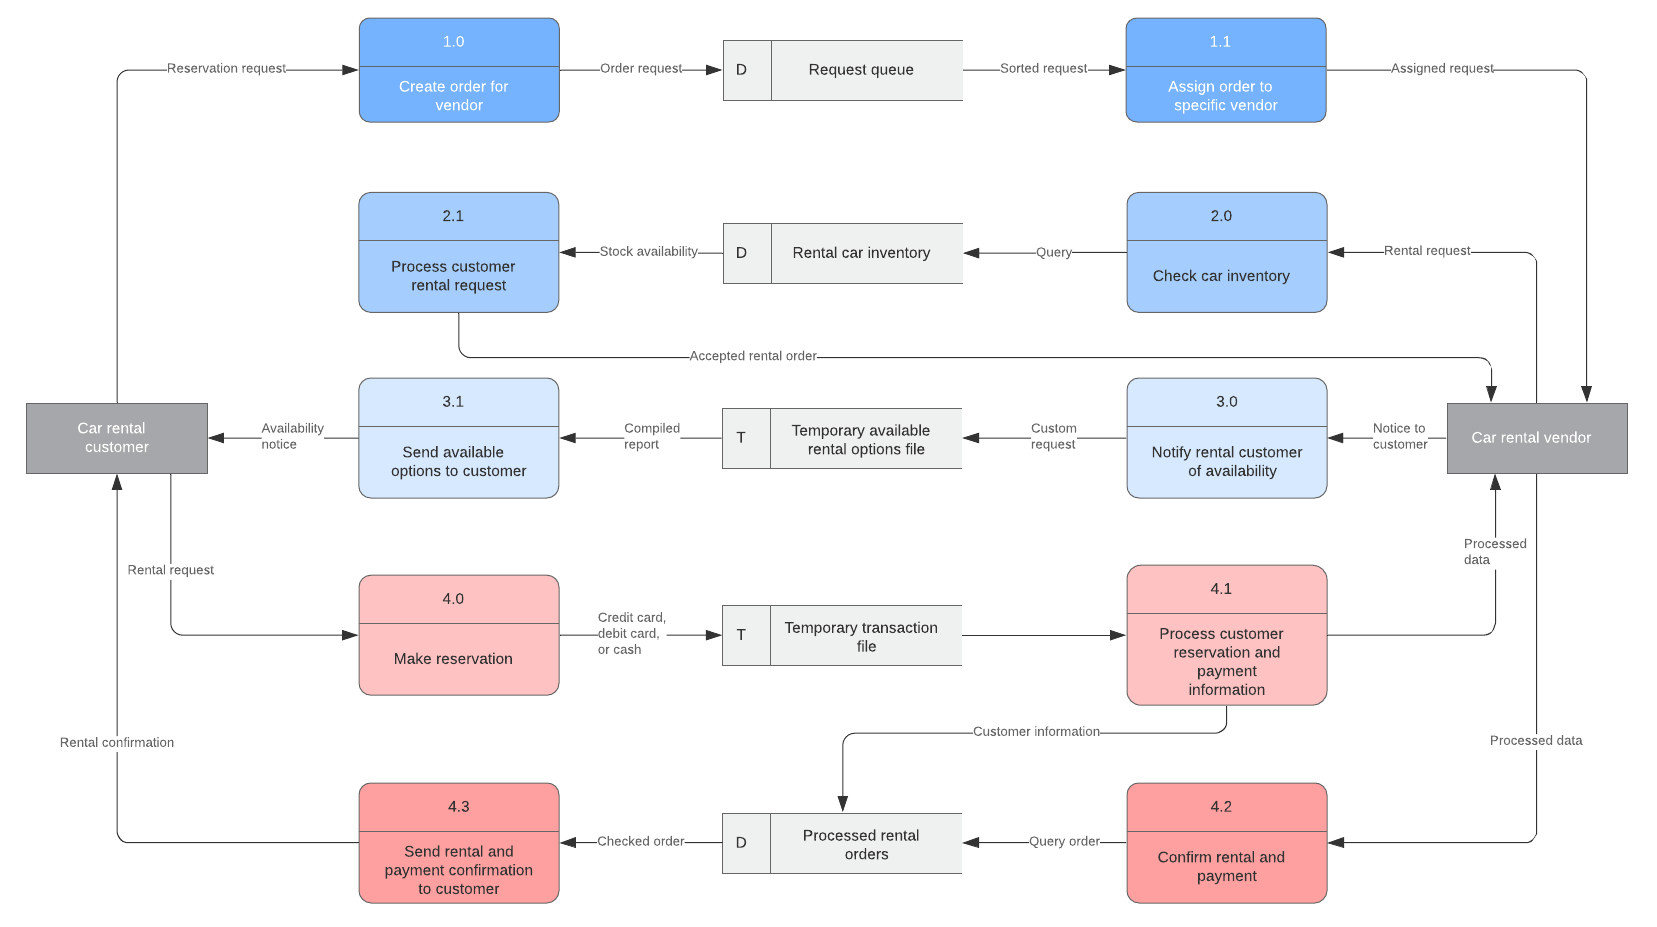 1.0
1.1
Reservation request
Order request
D
Request queue
Sorted request
Assigned request
Create order for
vendor
Assign order to
specific vendor
2.1
2.0
Stock availability
D
Rental car inventory
Query
Rental request
Process customer
rental request
Check car inventory
Accepted rental order
3.1
3.0
Car rental
customer
Availability
notice
Compiled
report
T
Temporary available
rental options file
Custom
request
Notice to
customer
Car rental vendor
Send available
options to customer
Notify rental customer
of availability
Processed
data
Rental request
4.0
4.1
Credit card,
debit card,
or cash
T
Temporary transaction
file
Make reservation
Process customer
reservation and
payment
information
Customer information
Rental confirmation
Processed data
4.3
4.2
Checked order
D
Processed rental
orders
Query order
Send rental and
payment confirmation
to customer
Confirm rental and
payment